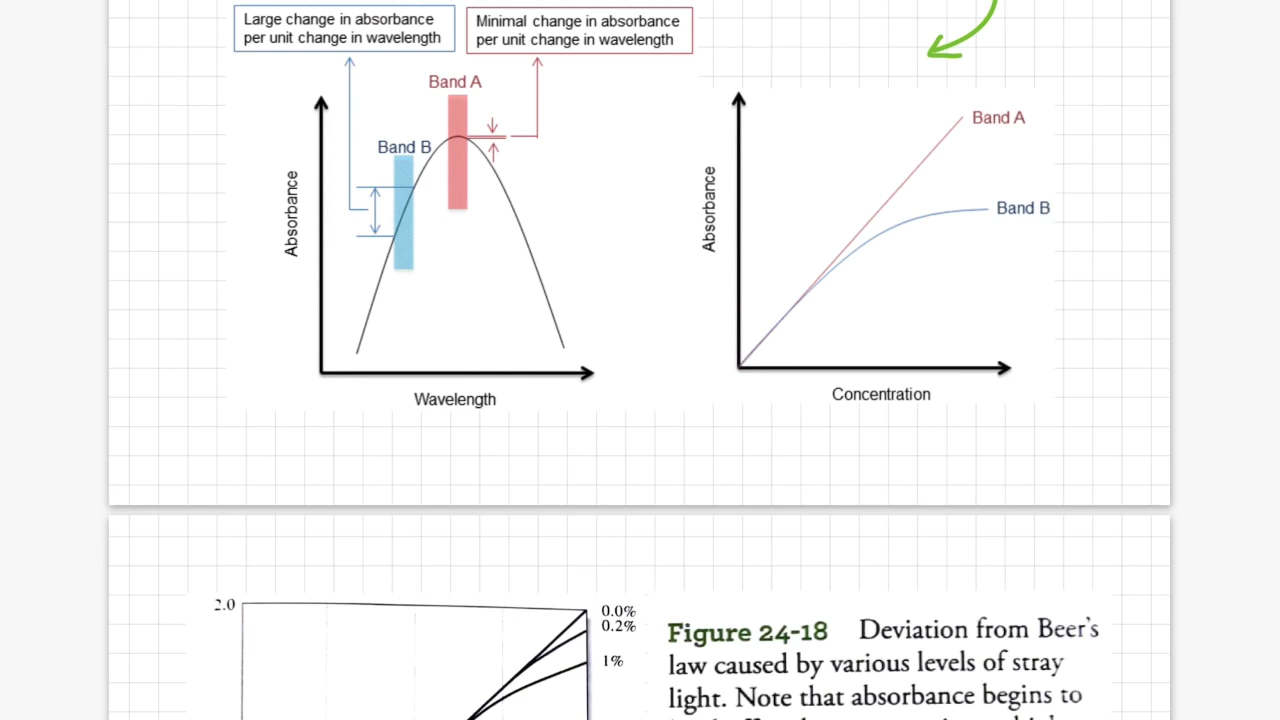 Large change in absorbance
per unit change in wavelength
Minimal change in absorbance
per unit change in wavelength
Band A
Band B
Absorbance
Wavelength
Band A
Band B
Absorbance
Concentration
2.0
0.0%
0.2%
1%
Figure 24-18 Deviation from Beer's
law caused by various levels of stray
light. Note that absorbance begins to